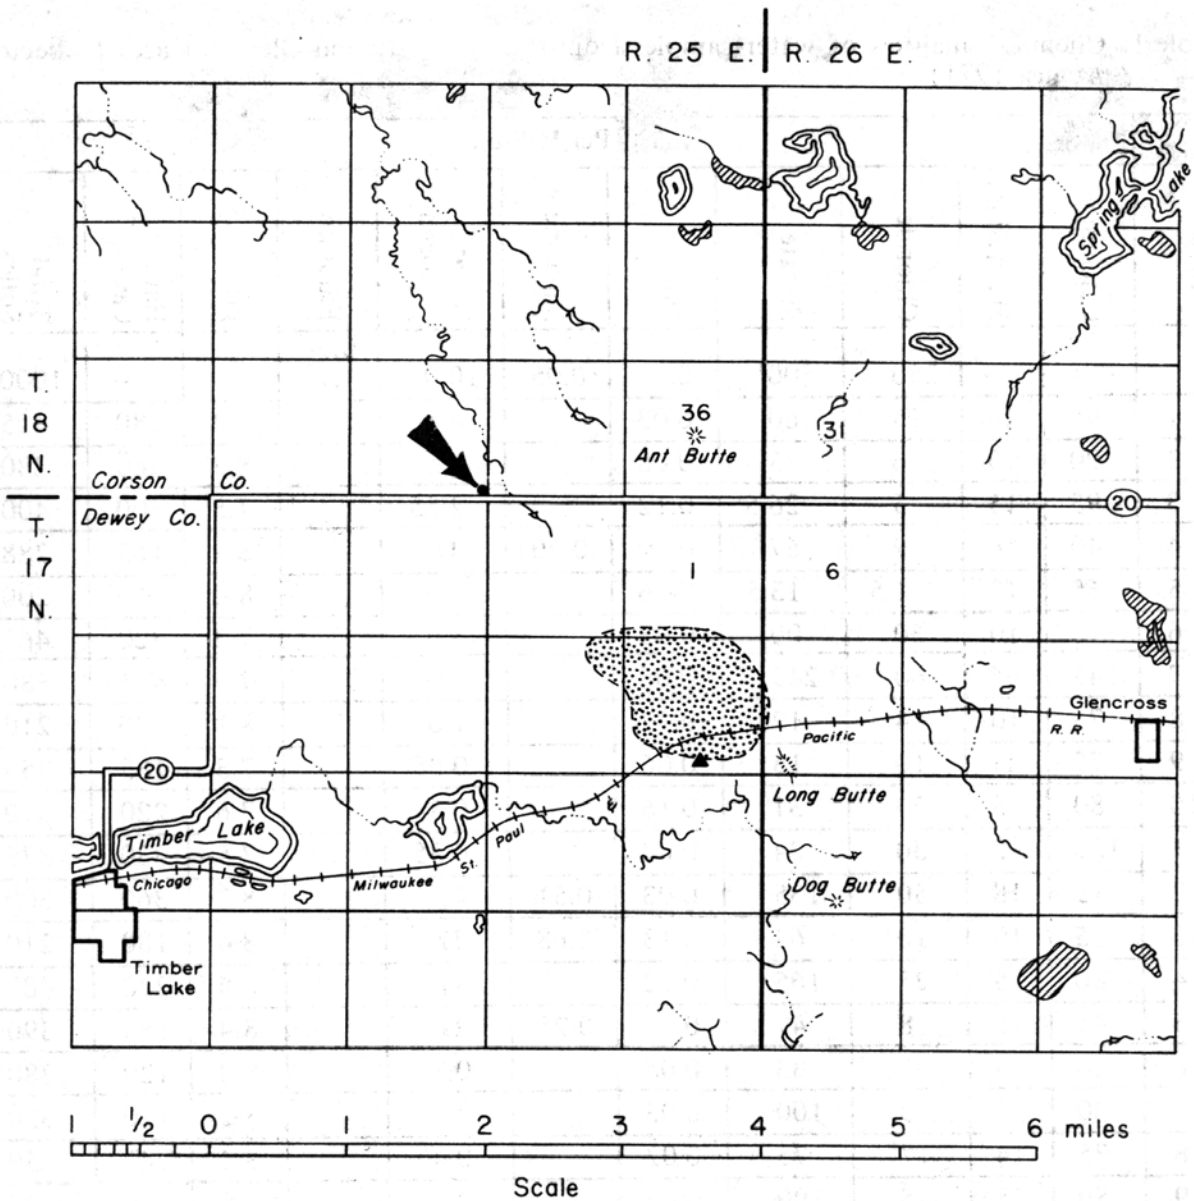 R. 25 E. R. 26 E.
Spring Lake
T. 18 N.
36
31
Ant Butte
Corson Co.
20
Dewey Co.
T. 17 N.
1 6
Glencross
Pacific R. R.
20
Long Butte
Timber Lake
& St. Paul
Chicago Milwaukee
Dog Butte
Timber
Lake
1 1/2 0 1 2 3 4 5 6 miles
Scale